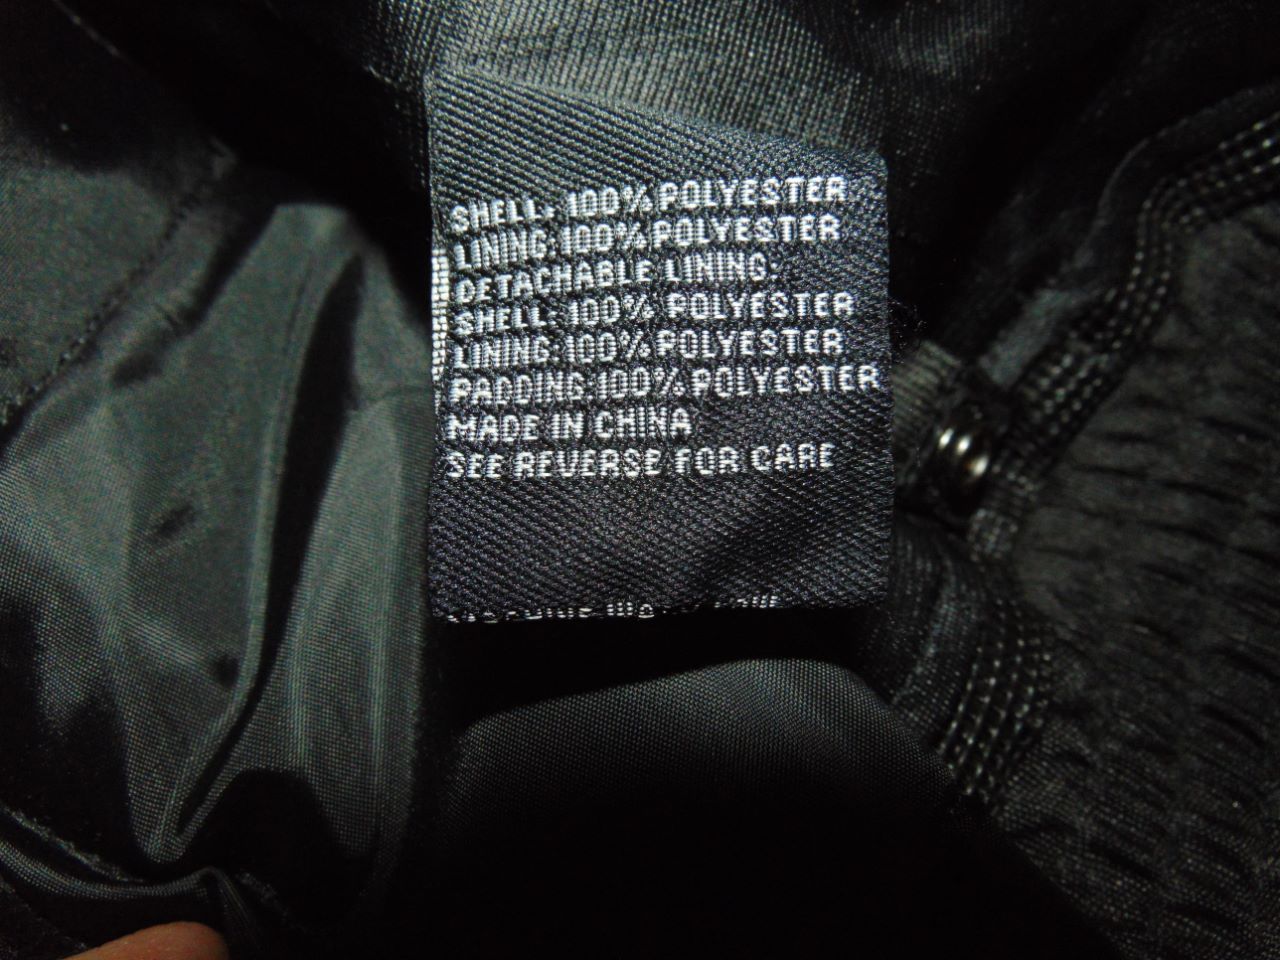 SHELL: 100% POLYESTER
LINING: 100% POLYESTER
DETACHABLE LINING:
SHELL: 100% POLYESTER
LINING: 100% POLYESTER
PADDING: 100% POLYESTER
MADE IN CHINA
SEE REVERSE FOR CARE